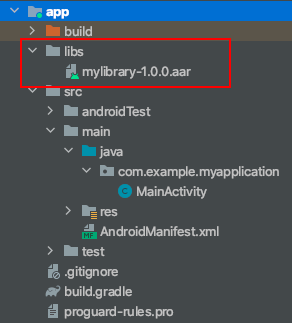 app
build
libs
mylibrary-1.0.0.aar
src
androidTest
main
java
com.example.myapplication
MainActivity
res
AndroidManifest.xml
test
.gitignore
build.gradle
proguard-rules.pro